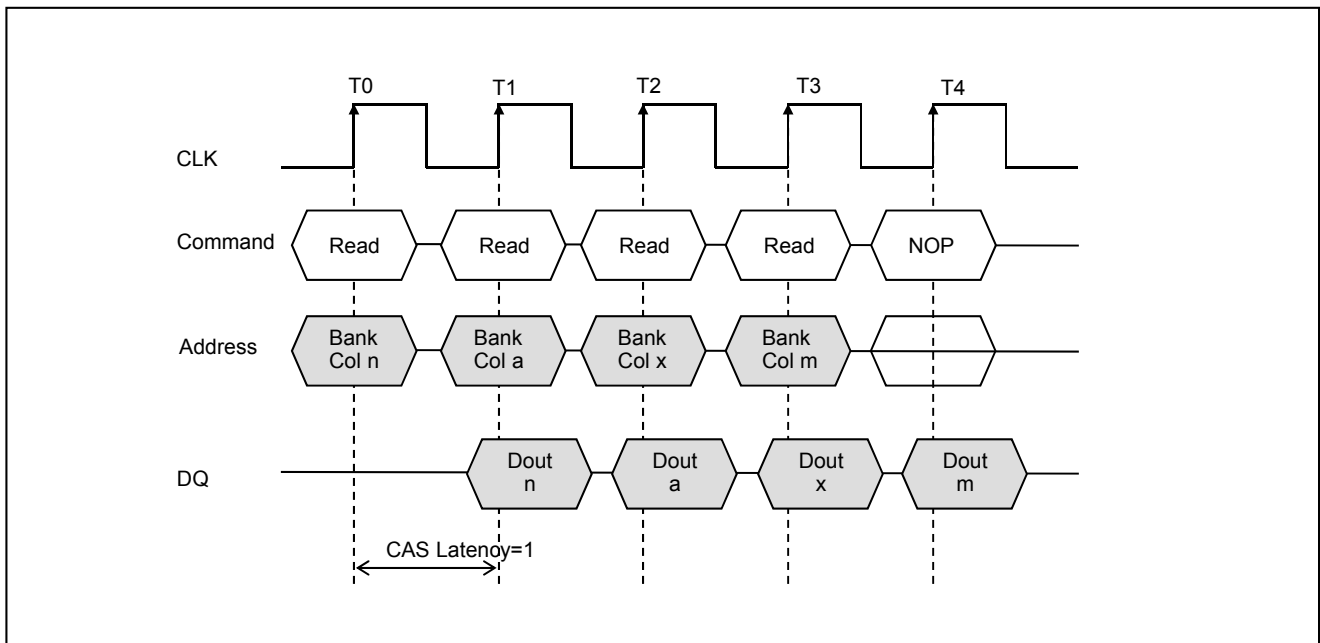 T0
T1
T2
T3
T4
CLK
Command
Read
Read
Read
Read
NOP
Address
Bank
Col n
Bank
Col a
Bank
Col x
Bank
Col m
DQ
Dout
n
Dout
a
Dout
x
Dout
m
CAS Latency=1